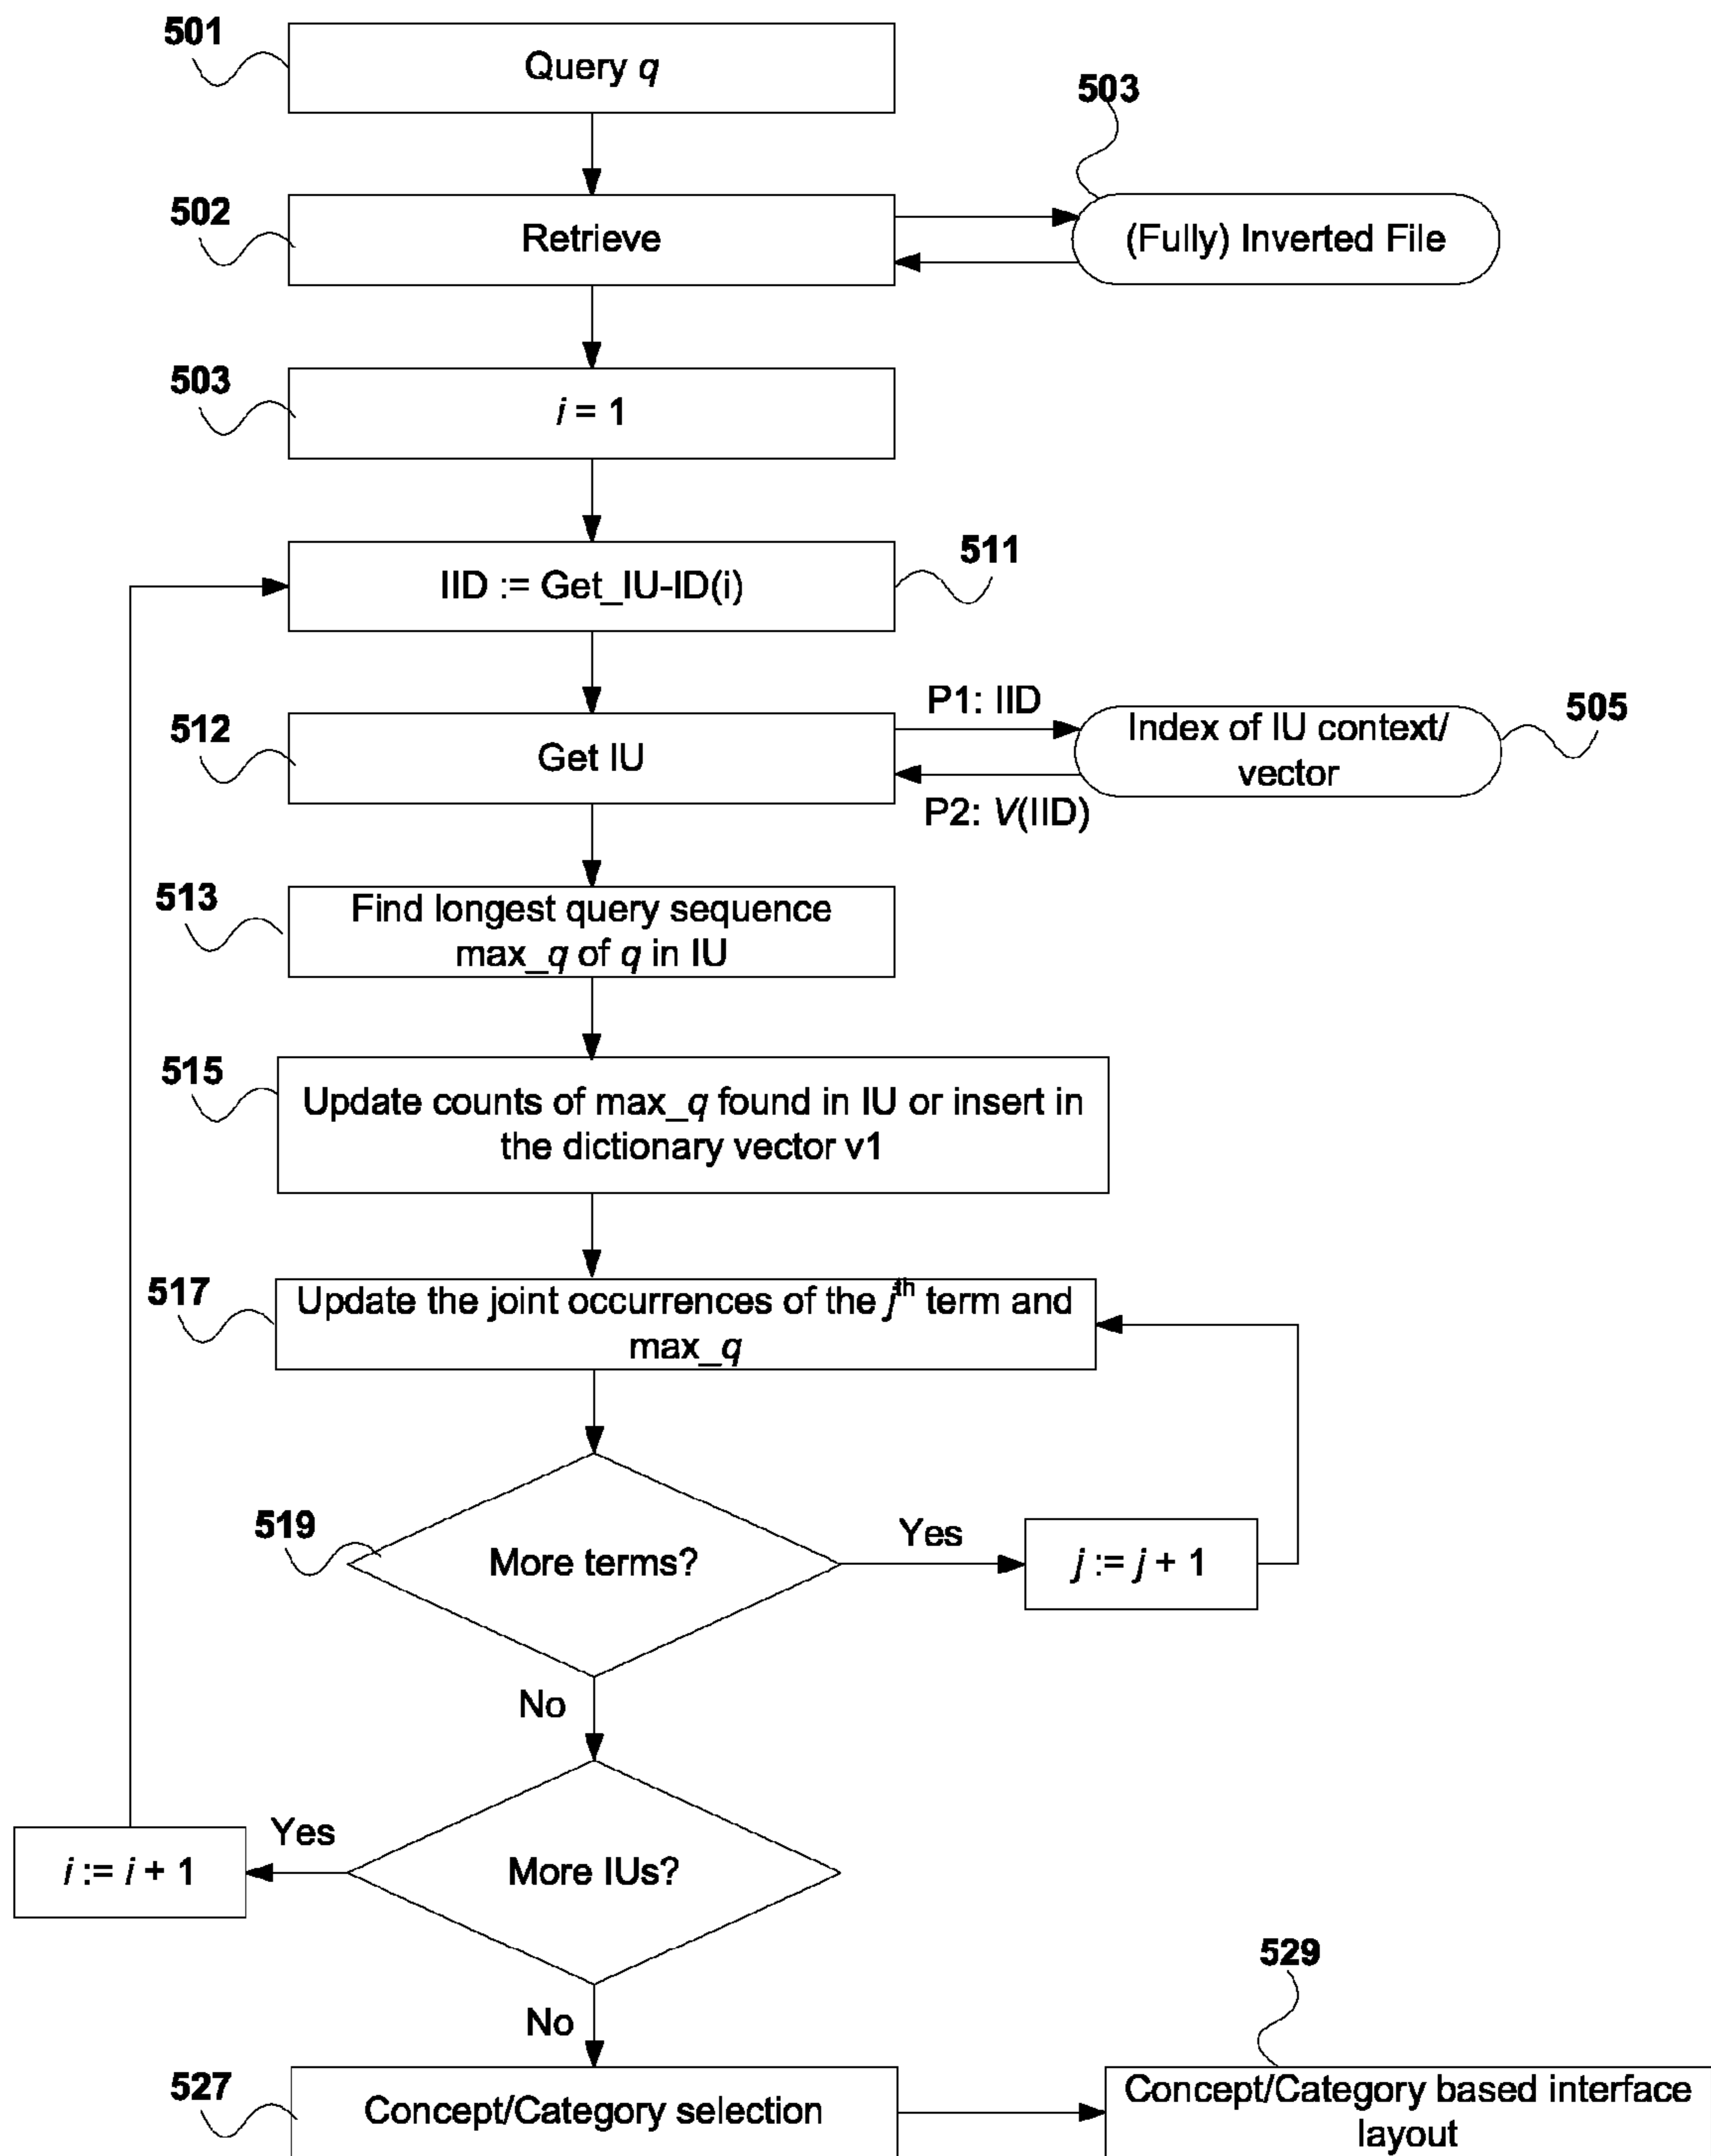 501
Query q
503
502
Retrieve
(Fully) Inverted File
503
i = 1
511
IID := Get_IU-ID(i)
P1: IID
505
512
Get IU
Index of IU context/
vector
P2: V(IID)
513
Find longest query sequence
max_q of q in IU
515
Update counts of max_q found in IU or insert in
the dictionary vector v1
517
Update the joint occurrences of the jth term and
max_q
519
More terms?
Yes
j := j + 1
No
Yes
i := i + 1
More IUs?
529
No
527
Concept/Category selection
Concept/Category based interface
layout